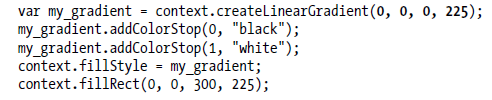 var my_gradient = context.createLinearGradient(0, 0, 0, 225);
my_gradient.addColorStop(0, "black");
my_gradient.addColorStop(1, "white");
context.fillStyle = my_gradient;
context.fillRect(0, 0, 300, 225);